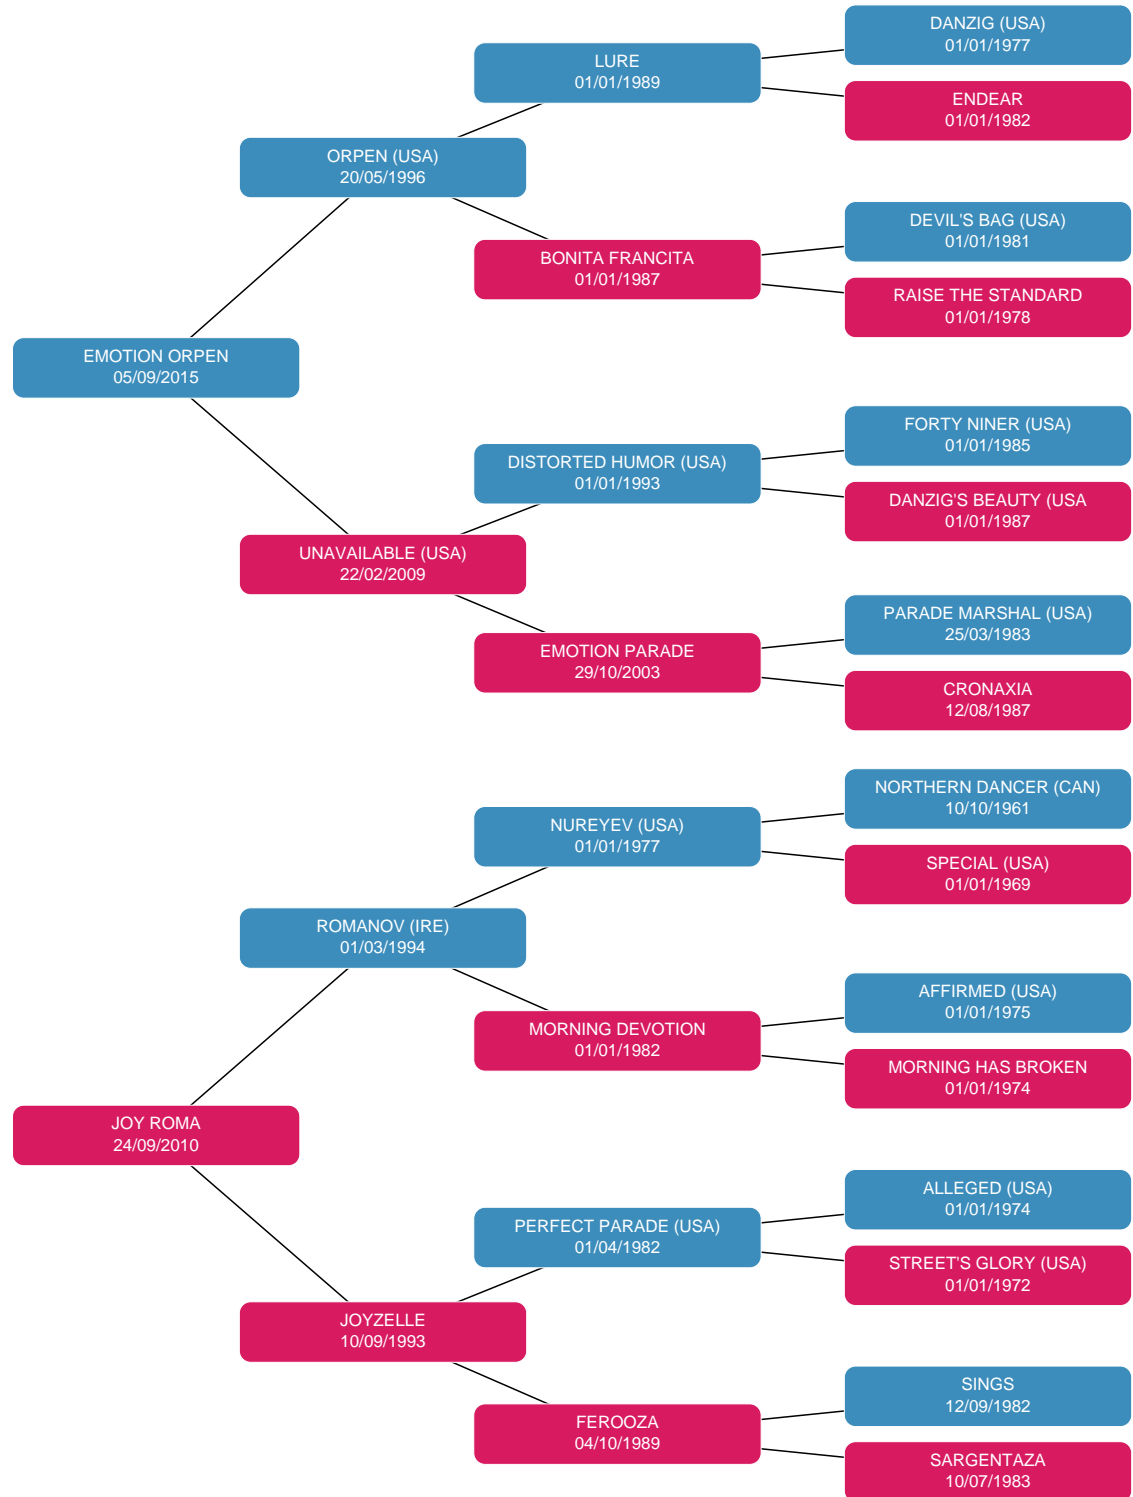 DANZIG (USA)
01/01/1977
LURE
01/01/1989
ENDEAR
01/01/1982
ORPEN (USA)
20/05/1996
DEVIL'S BAG (USA)
01/01/1981
BONITA FRANCITA
01/01/1987
RAISE THE STANDARD
01/01/1978
EMOTION ORPEN
05/09/2015
FORTY NINER (USA)
01/01/1985
DISTORTED HUMOR (USA)
01/01/1993
DANZIG'S BEAUTY (USA
01/01/1987
UNAVAILABLE (USA)
22/02/2009
PARADE MARSHAL (USA)
25/03/1983
EMOTION PARADE
29/10/2003
CRONAXIA
12/08/1987
NORTHERN DANCER (CAN)
10/10/1961
NUREYEV (USA)
01/01/1977
SPECIAL (USA)
01/01/1969
ROMANOV (IRE)
01/03/1994
AFFIRMED (USA)
01/01/1975
MORNING DEVOTION
01/01/1982
MORNING HAS BROKEN
01/01/1974
JOY ROMA
24/09/2010
ALLEGED (USA)
01/01/1974
PERFECT PARADE (USA)
01/04/1982
STREET'S GLORY (USA)
01/01/1972
JOYZELLE
10/09/1993
SINGS
12/09/1982
FEROOZA
04/10/1989
SARGENTAZA
10/07/1983